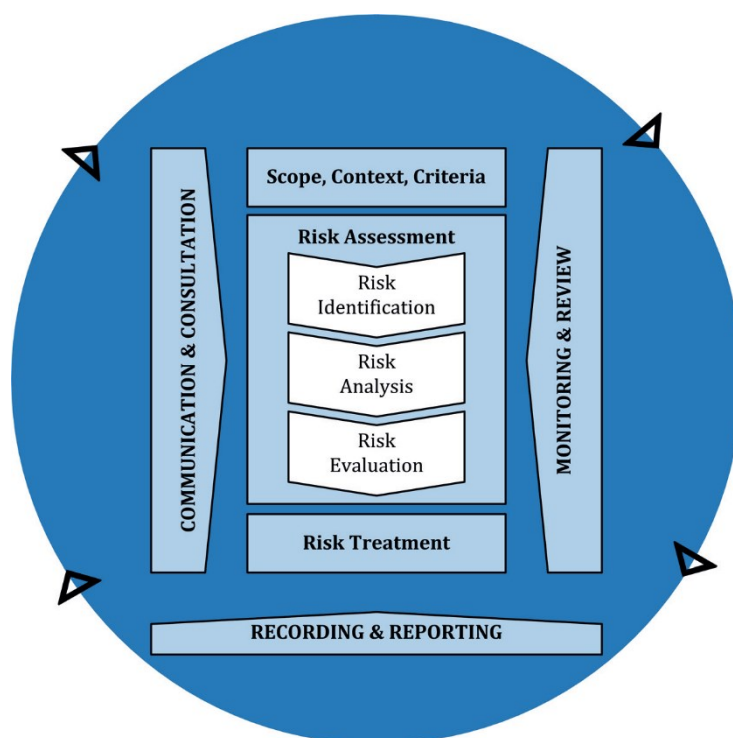 Scope, Context, Criteria
Risk Assessment
Risk
Identification
Risk
Analysis
Risk
Evaluation
Risk Treatment
COMMUNICATION & CONSULTATION
MONITORING & REVIEW
RECORDING & REPORTING